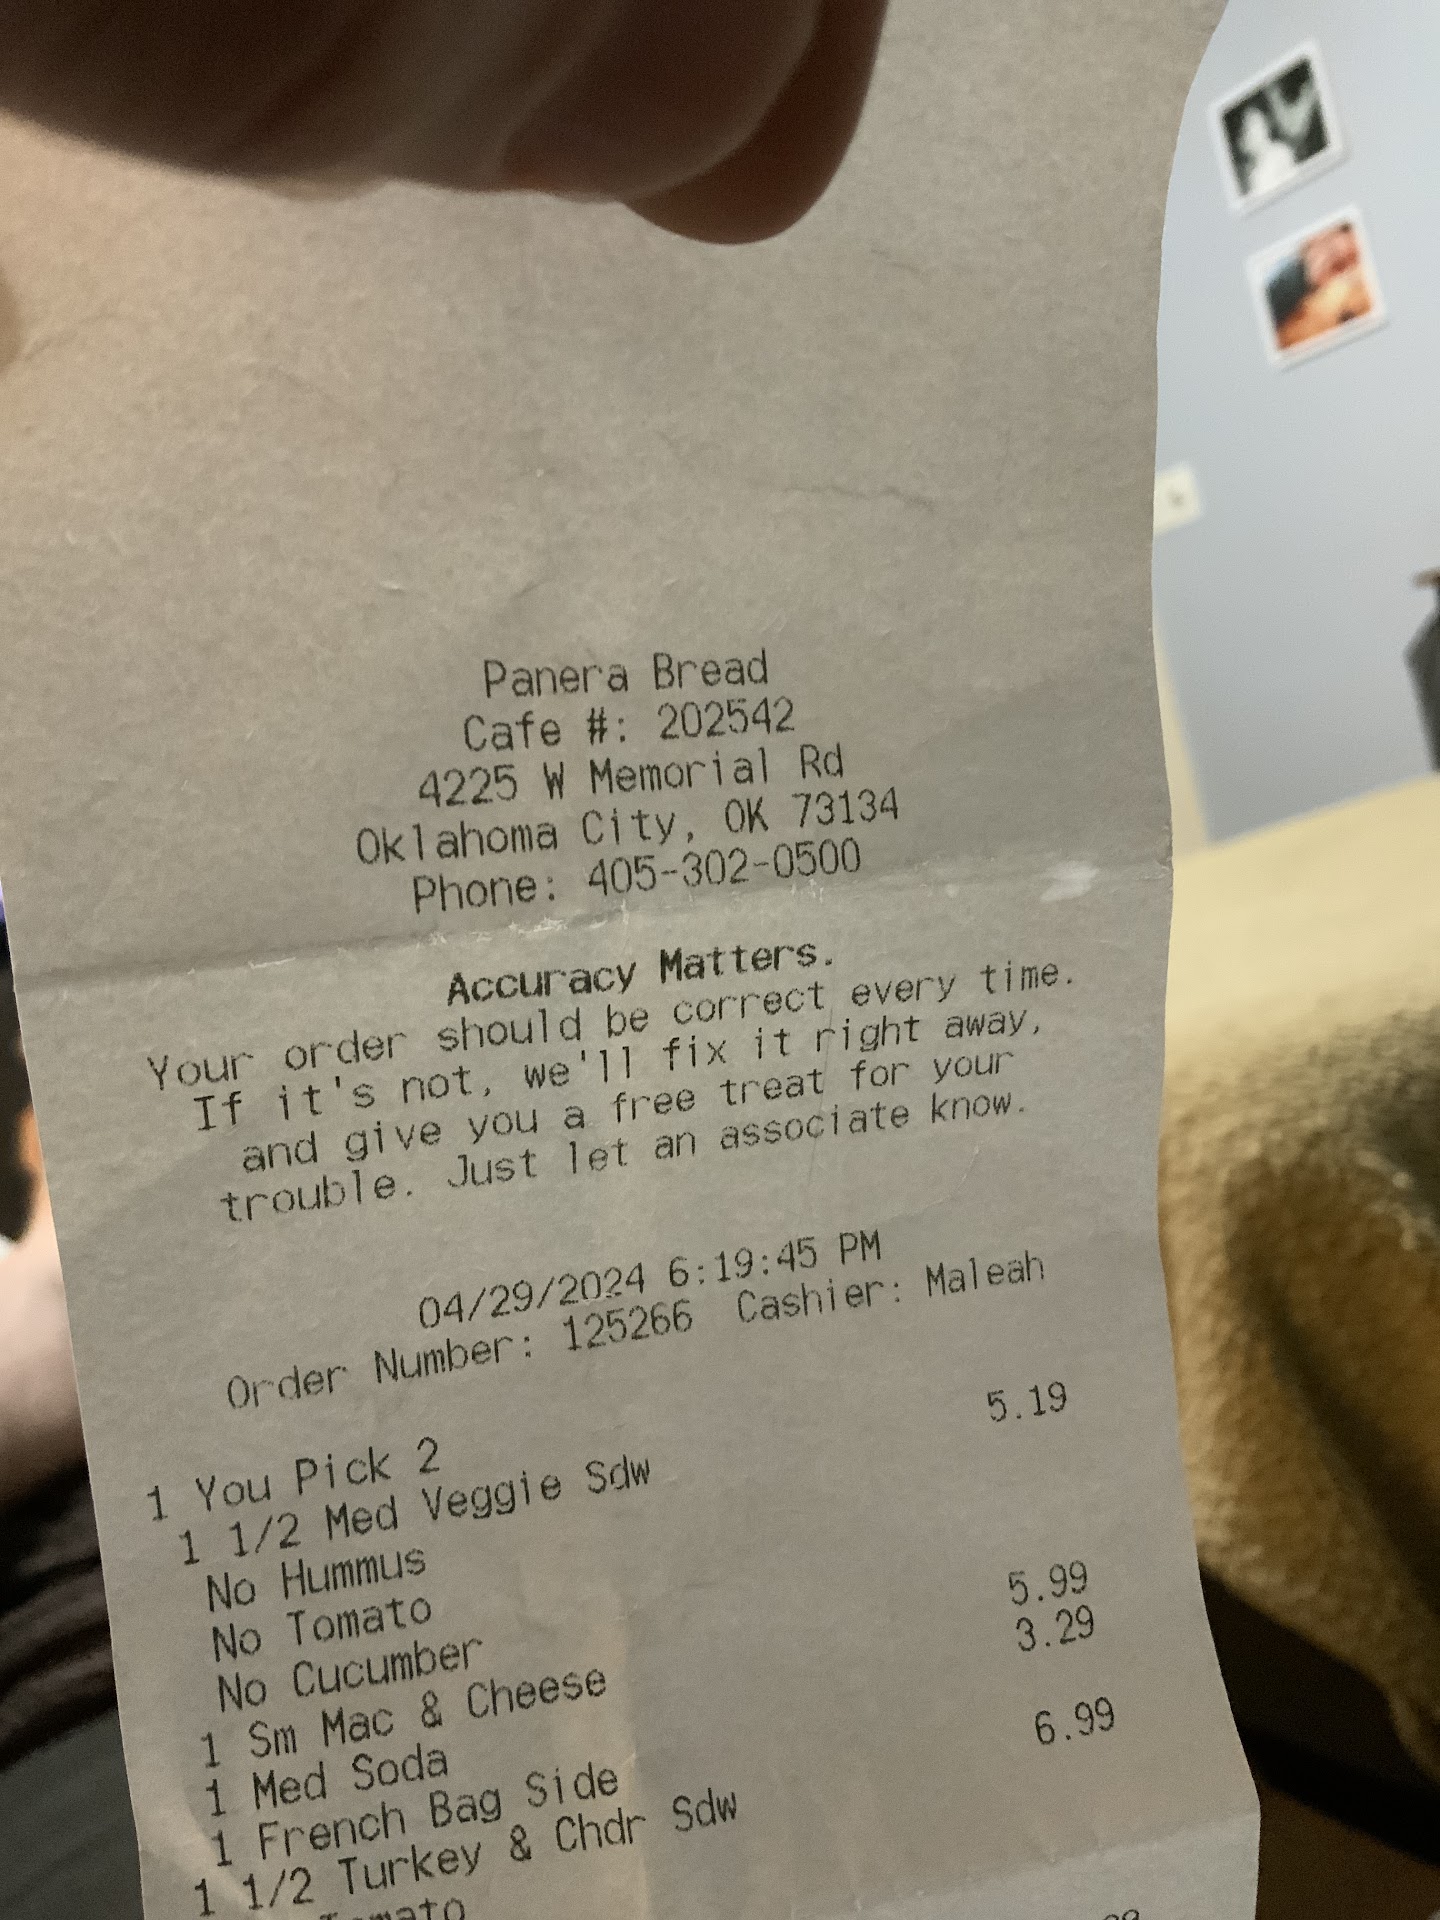 Panera Bread
Cafe #: 202542
4225 W Memorial Rd
Oklahoma City, OK 73134
Phone: 405-302-0500
Accuracy Matters.
Your order should be correct every time.
If it's not, we'll fix it right away,
and give you a free treat for your
trouble. Just let an associate know.
04/29/2024 6:19:45 PM
Order Number: 125266 Cashier: Maleah
1 You Pick 2
1 1/2 Med Veggie Sdw 5.19
No Hummus
No Tomato
No Cucumber
1 Sm Mac & Cheese 5.99
1 Med Soda 3.29
1 French Bag Side
1 1/2 Turkey & Chdr Sdw 6.99
Tomato